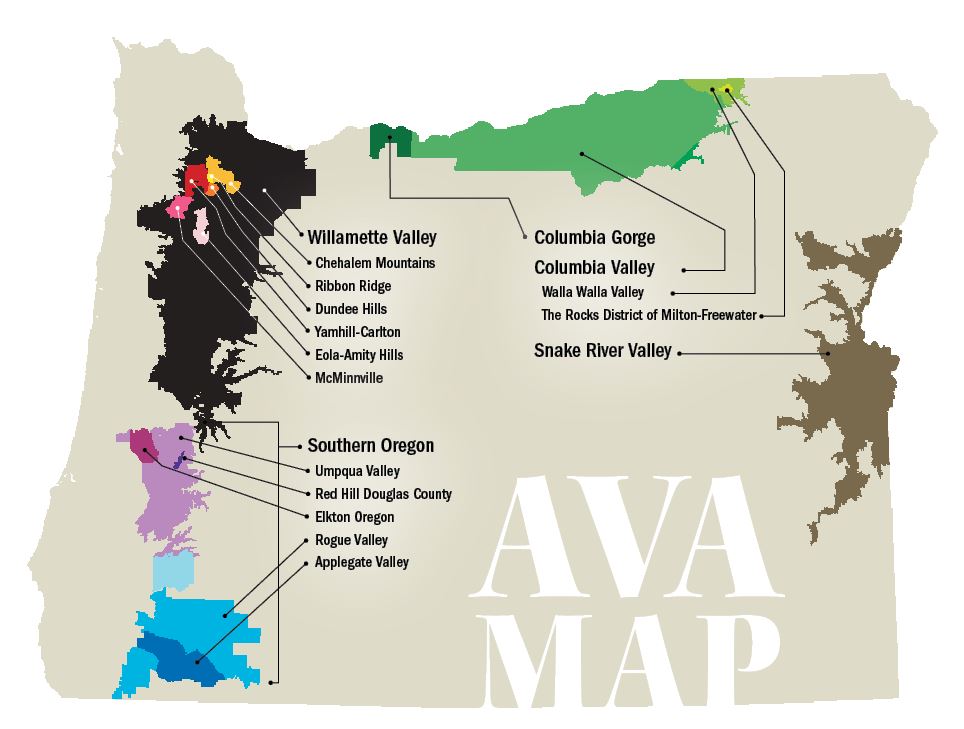 Willamette Valley
Chehalem Mountains
Ribbon Ridge
Dundee Hills
Yamhill-Carlton
Eola-Amity Hills
McMinnville
Columbia Gorge
Columbia Valley
Walla Walla Valley
The Rocks District of Milton-Freewater
Snake River Valley
Southern Oregon
Umpqua Valley
Red Hill Douglas County
Elkton Oregon
Rogue Valley
Applegate Valley
AVA
MAP